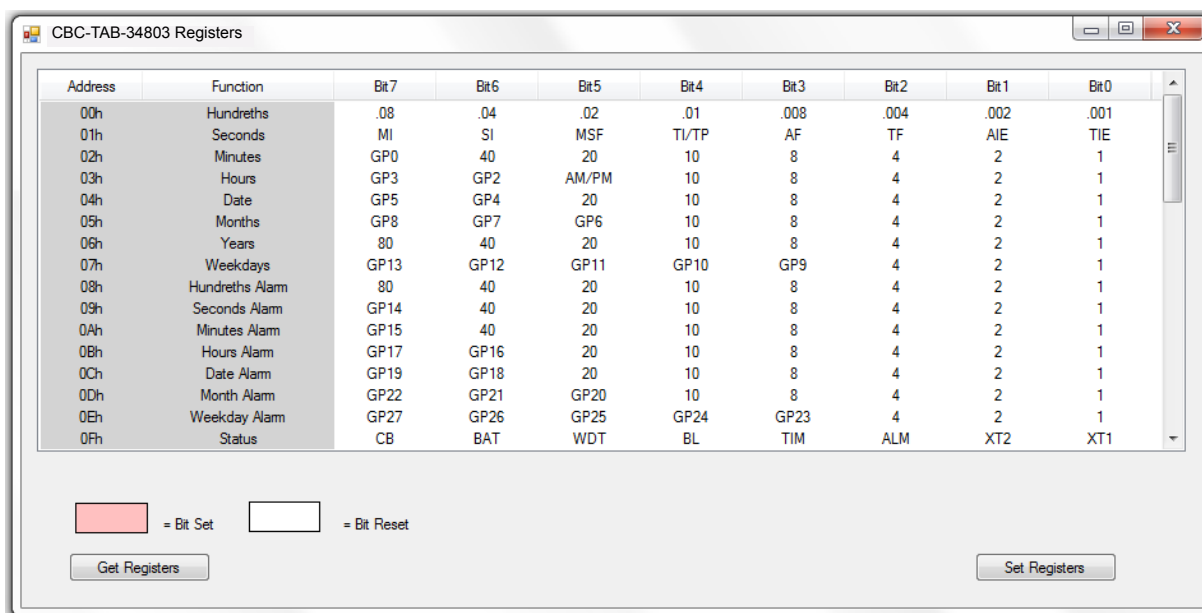 CBC-TAB-34803 Registers
Address Function Bit7 Bit6 Bit5 Bit4 Bit3 Bit2 Bit1 Bit0
00h Hundreths .08 .04 .02 .01 .008 .004 .002 .001
01h Seconds MI SI MSF TI/TP AF TF AIE TIE
02h Minutes GP0 40 20 10 8 4 2 1
03h Hours GP3 GP2 AM/PM 10 8 4 2 1
04h Date GP5 GP4 20 10 8 4 2 1
05h Months GP8 GP7 GP6 10 8 4 2 1
06h Years 80 40 20 10 8 4 2 1
07h Weekdays GP13 GP12 GP11 GP10 GP9 4 2 1
08h Hundreths Alarm 80 40 20 10 8 4 2 1
09h Seconds Alarm GP14 40 20 10 8 4 2 1
0Ah Minutes Alarm GP15 40 20 10 8 4 2 1
0Bh Hours Alarm GP17 GP16 20 10 8 4 2 1
0Ch Date Alarm GP19 GP18 20 10 8 4 2 1
0Dh Month Alarm GP22 GP21 GP20 10 8 4 2 1
0Eh Weekday Alarm GP27 GP26 GP25 GP24 GP23 4 2 1
0Fh Status CB BAT WDT BL TIM ALM XT2 XT1
= Bit Set = Bit Reset
Get Registers Set Registers